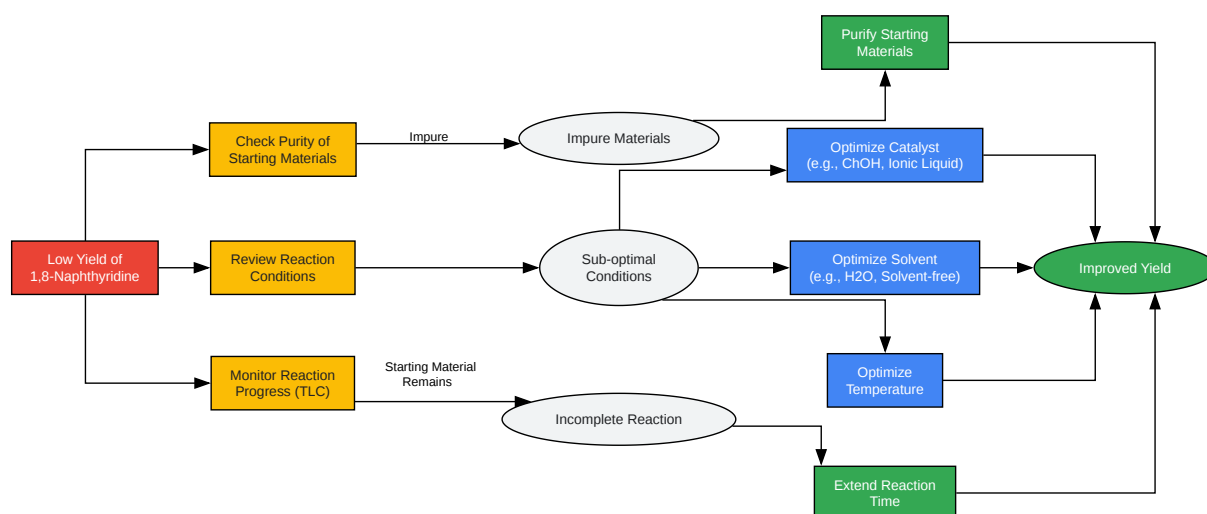 Purify Starting
Materials
Check Purity of
Starting Materials
Impure
Impure Materials
Optimize Catalyst
(e.g., ChOH, Ionic Liquid)
Low Yield of
1,8-Naphthyridine
Review Reaction
Conditions
Sub-optimal
Conditions
Optimize Solvent
(e.g., H2O, Solvent-free)
Improved Yield
Monitor Reaction
Progress (TLC)
Starting Material
Remains
Optimize
Temperature
Incomplete Reaction
Extend Reaction
Time